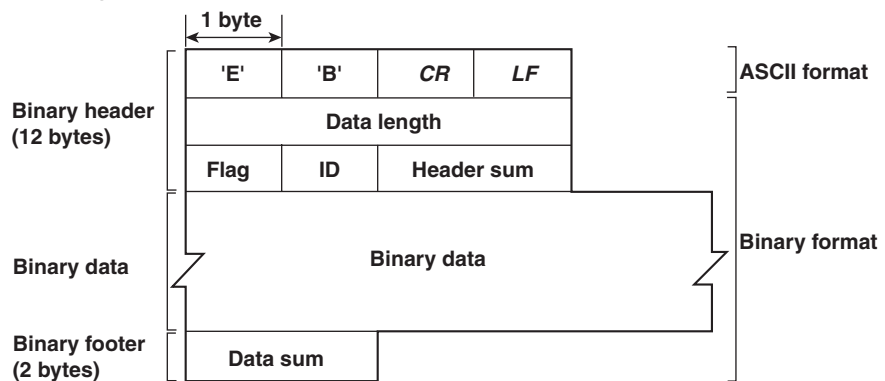 1 byte
'E' 'B' CR LF
ASCII format
Binary header
(12 bytes)
Data length
Flag ID Header sum
Binary data
Binary data
Binary format
Binary footer
(2 bytes)
Data sum